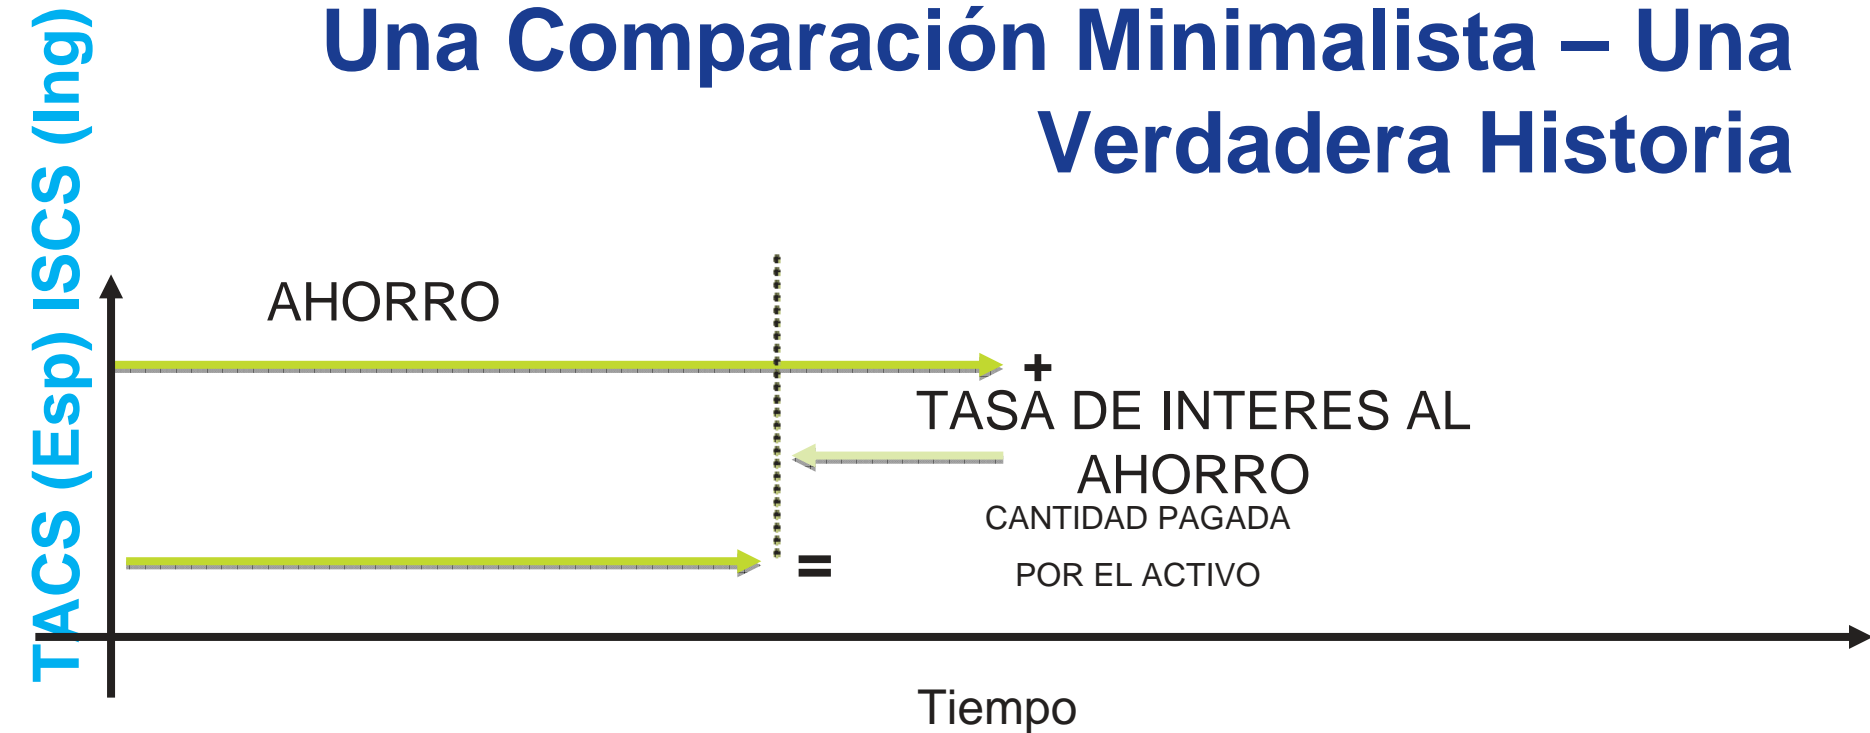 Una Comparación Minimalista – Una
Verdadera Historia
TACS (Esp) ISCS (Ing)
AHORRO
+
TASA DE INTERES AL
AHORRO
CANTIDAD PAGADA
=
POR EL ACTIVO
Tiempo